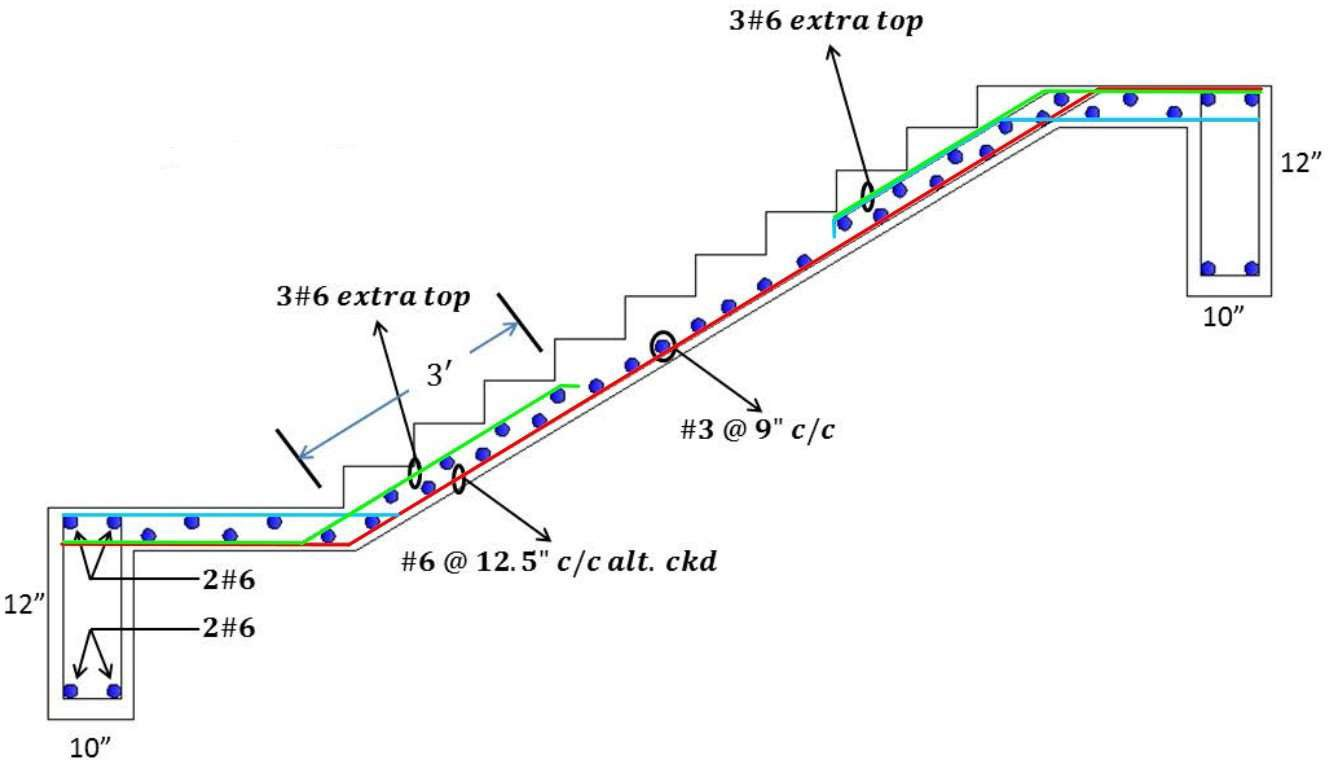 3#6 extra top
12”
3#6 extra top
10”
3′
#3 @ 9" c/c
#6 @ 12.5" c/c alt. ckd
2#6
12”
2#6
10”